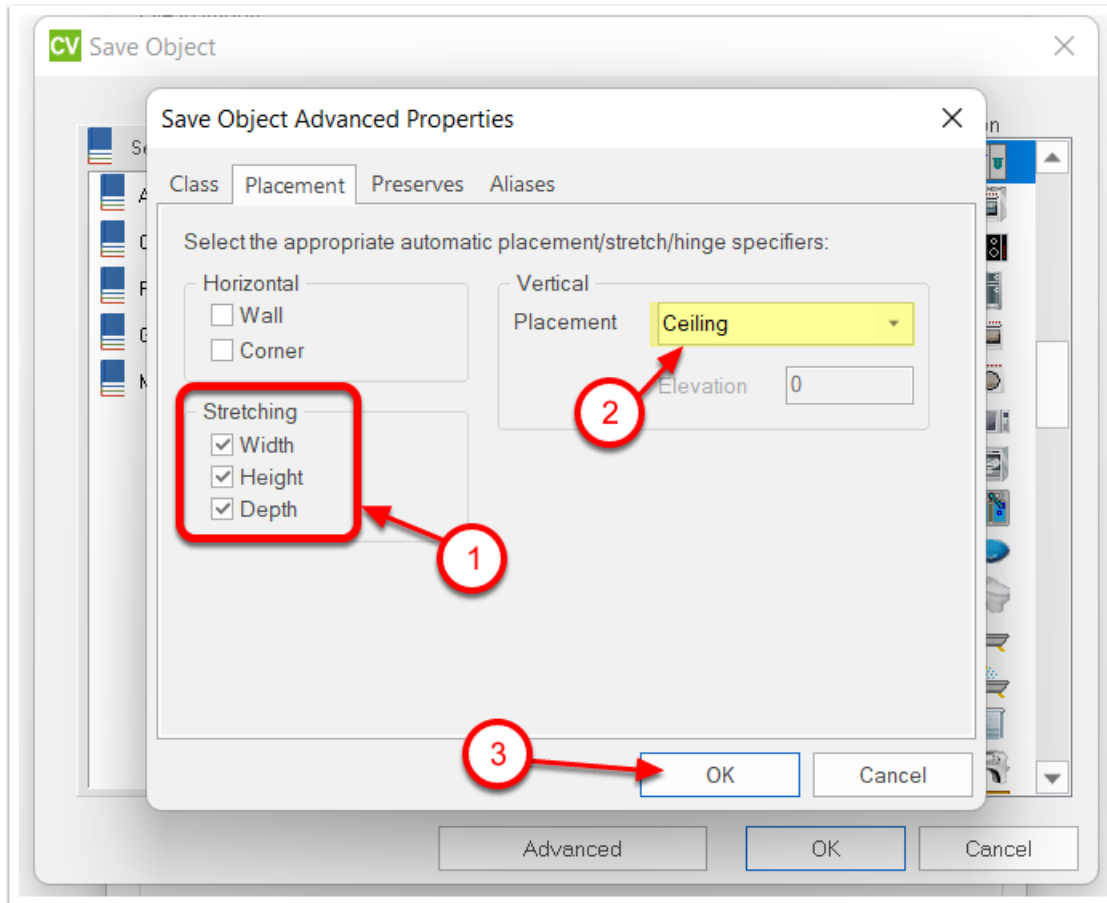 CV Save Object
Save Object Advanced Properties
Class Placement Preserves Aliases
Select the appropriate automatic placement/stretch/hinge specifiers:
Horizontal
Wall
Corner
Vertical
Placement Ceiling
Elevation 0
2
Stretching
Width
Height
Depth
1
3
OK Cancel
Advanced OK Cancel